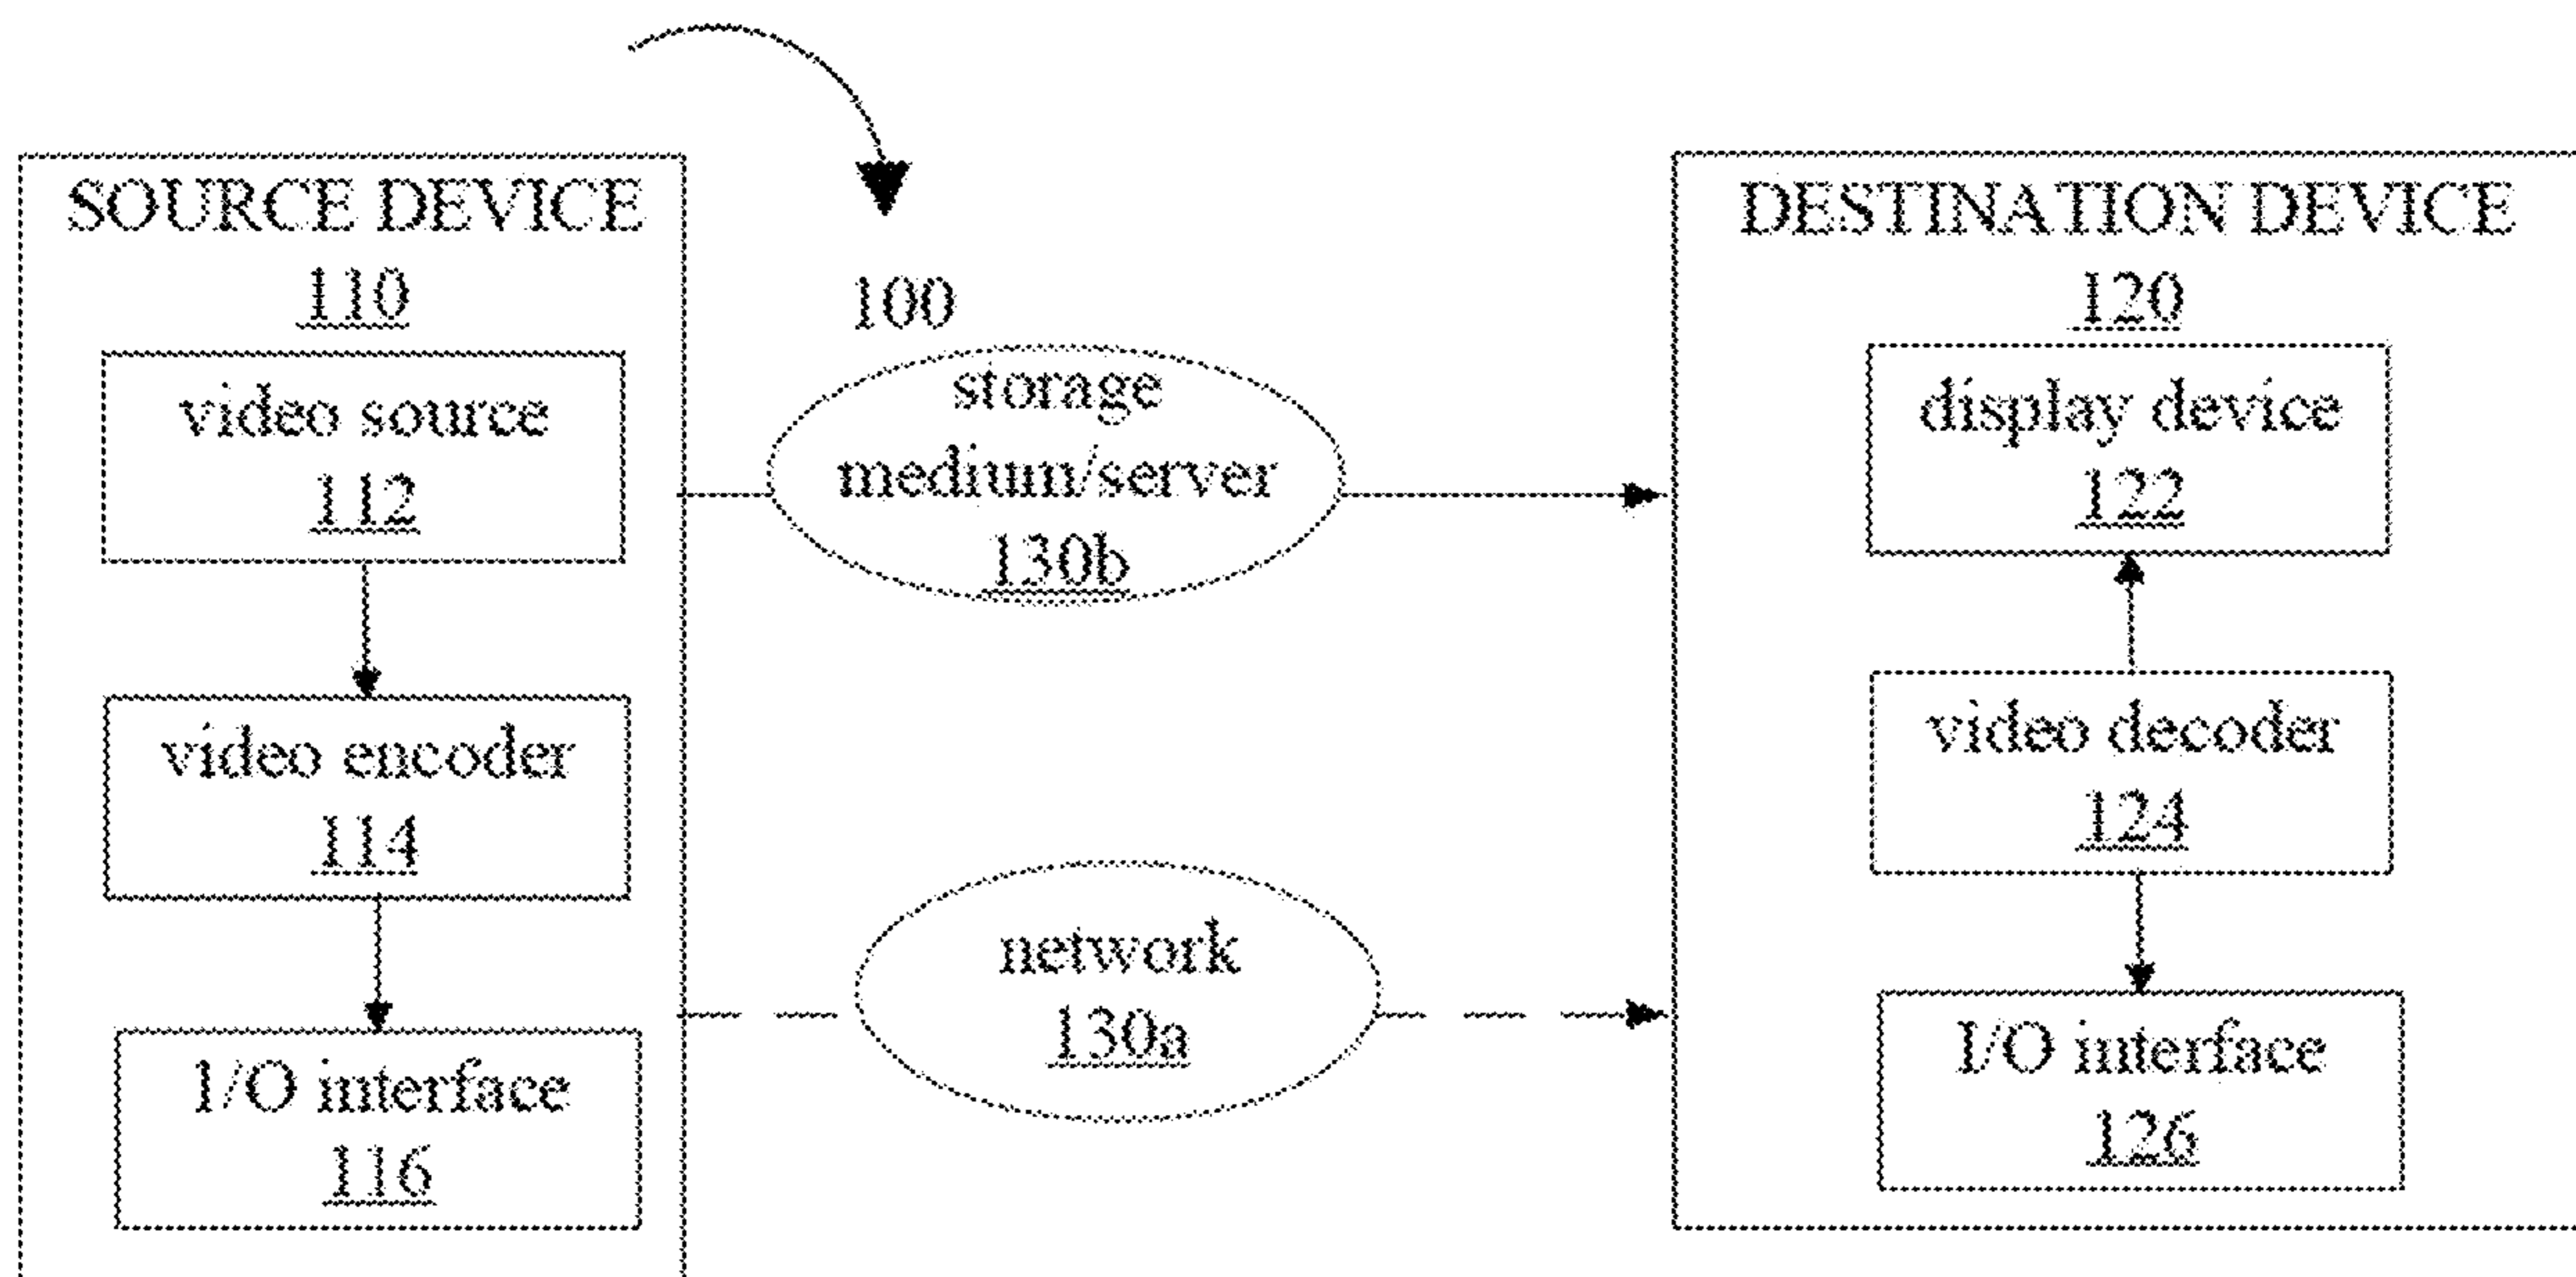 SOURCE DEVICE
110
video source
112
video encoder
114
I/O interface
116
100
storage
medium/server
130b
network
130a
DESTINATION DEVICE
120
display device
122
video decoder
124
I/O interface
126